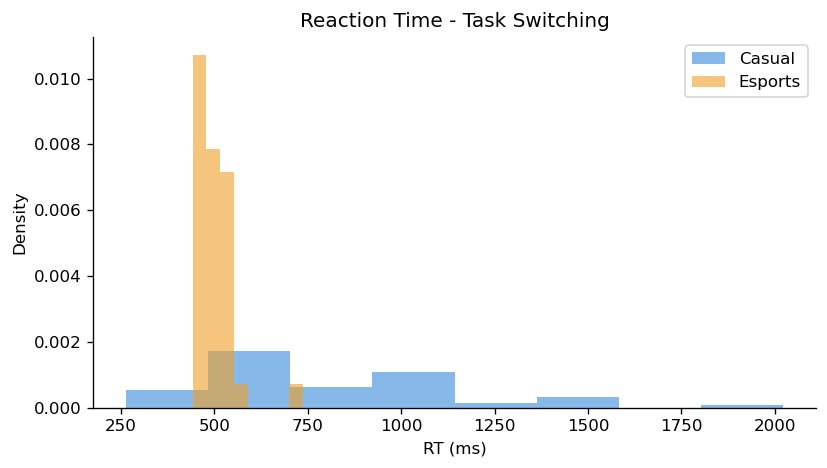 Reaction Time - Task Switching
Casual
Esports
Density
0.010
0.008
0.006
0.004
0.002
0.000
250 500 750 1000 1250 1500 1750 2000
RT (ms)